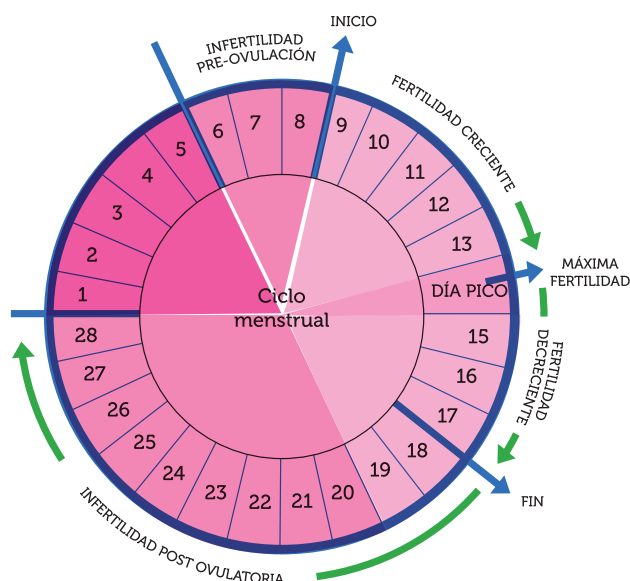 INICIO
INFERTILIDAD
PRE-OVULACIÓN
FERTILIDAD CRECIENTE
1
2
3
4
5
6
7
8
9
10
11
12
13
DÍA PICO
MÁXIMA
FERTILIDAD
15
16
17
18
19
20
21
22
23
24
25
26
27
28
Ciclo
menstrual
FERTILIDAD
DECRECIENTE
FIN
INFERTILIDAD POST OVULATORIA